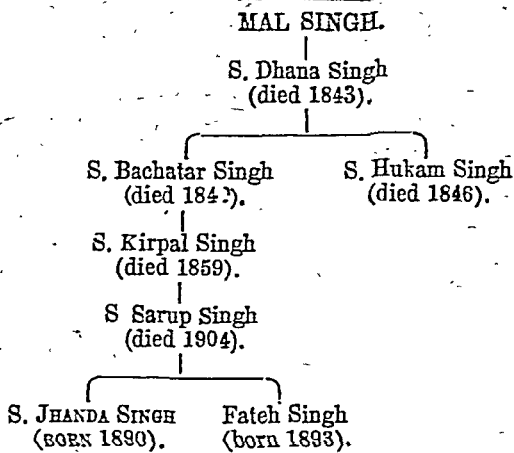 MAL SINGH.
S. Dhana Singh
(died 1843).
S. Bachatar Singh S. Hukam Singh
(died (died 1846).
S. Kirpal Singh
(died 1859).
S Sarup Singh
(died 1904).
S. JHANDA SINGH Fateh Singh
(BORN 1890). (born 1893).